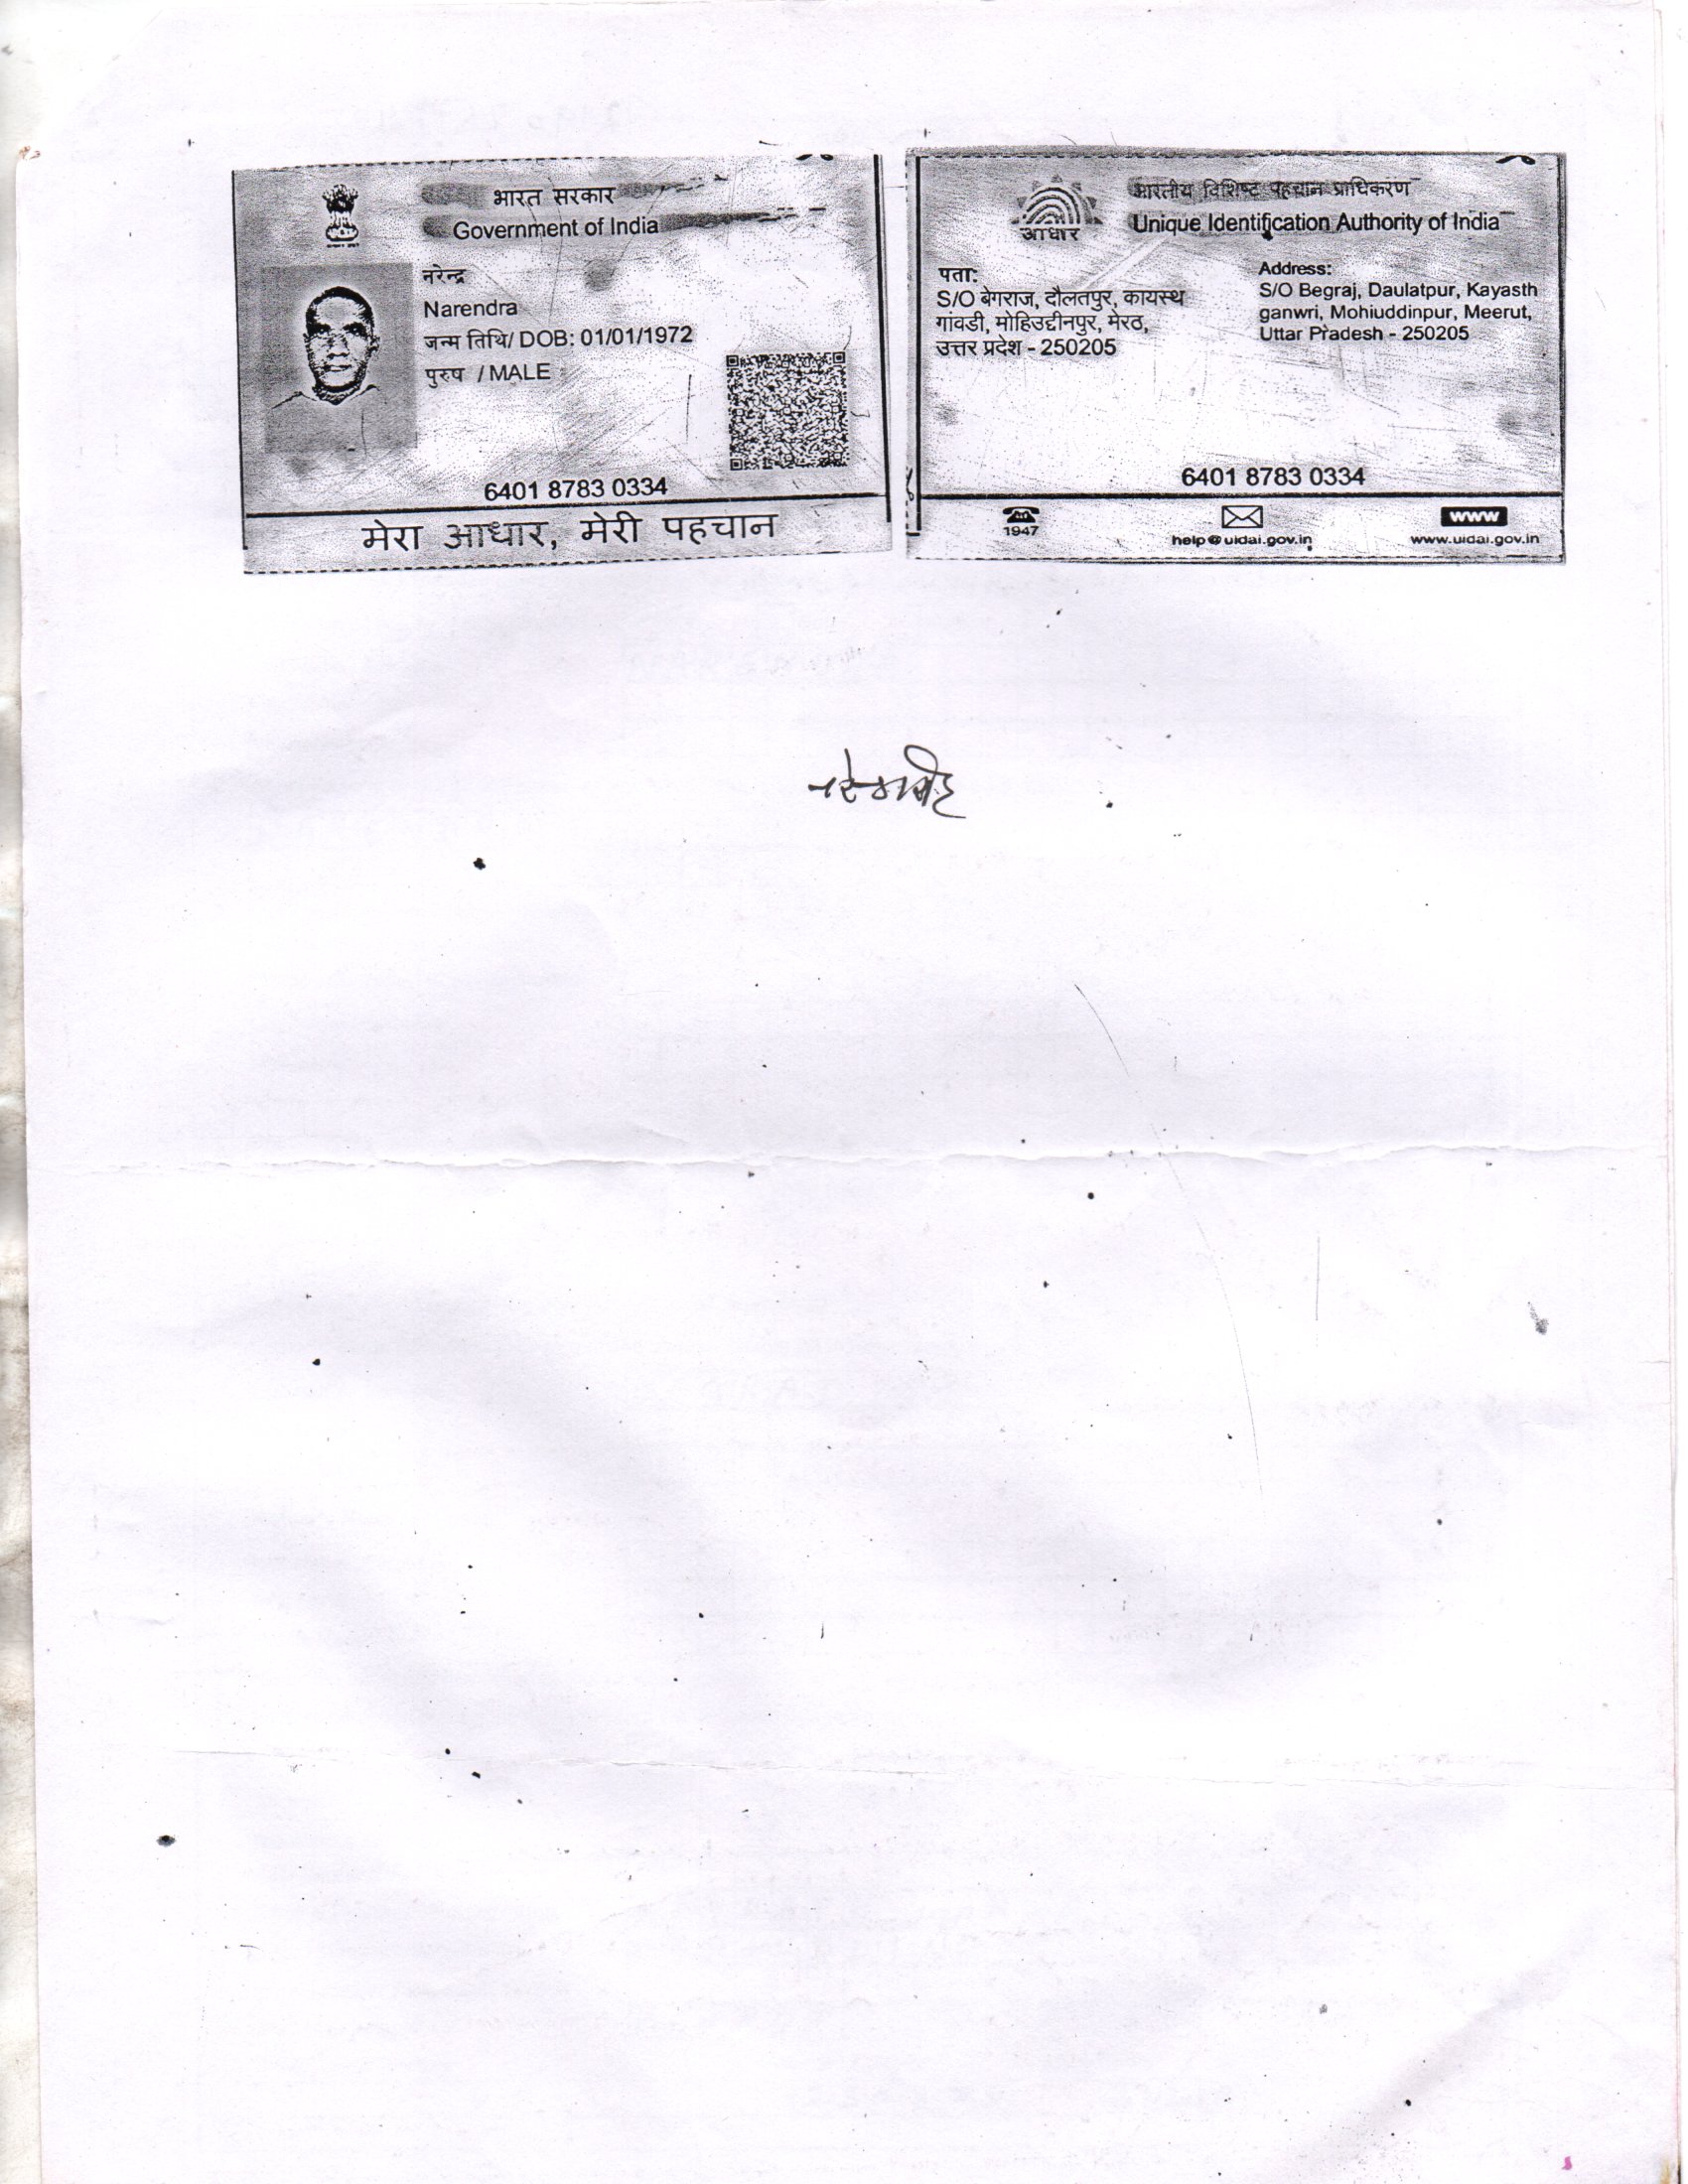 भारत सरकार
Government of India
नरेन्द्र
Narendra
जन्म तिथि/ DOB: 01/01/1972
पुरुष / MALE
6401 8783 0334
मेरा आधार, मेरी पहचान
भारतीय विशिष्ट पहचान प्राधिकरण
Unique Identification Authority of India
आधार
पता:
S/O बेगराज, दौलतपुर, कायस्थ
गांवडी, मोहिउद्दीनपुर, मेरठ,
उत्तर प्रदेश - 250205
Address:
S/O Begraj, Daulatpur, Kayasth
ganwri, Mohiuddinpur, Meerut,
Uttar Pradesh - 250205
6401 8783 0334
1947
help@uidai.gov.in
www
www.uidai.gov.in